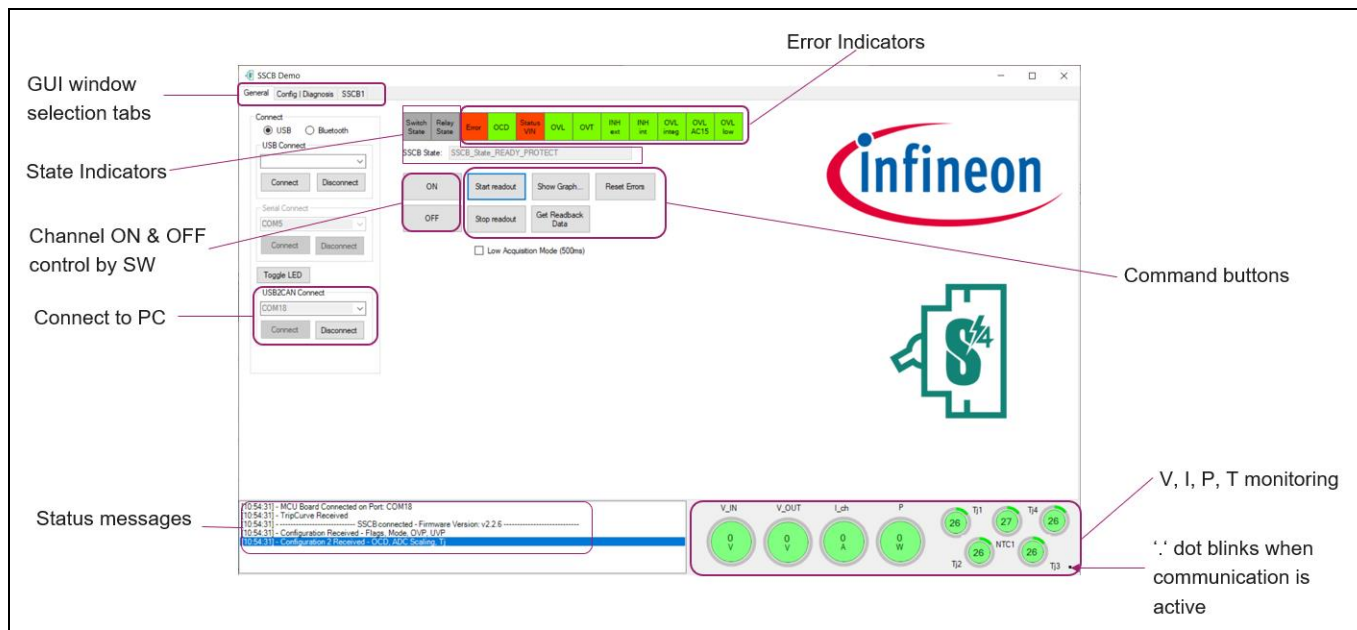 Error Indicators
GUI window
selection tabs
State Indicators
Channel ON & OFF
control by SW
Connect to PC
Status messages
Command buttons
V, I, P, T monitoring
‘.‘ dot blinks when
communication is
active
SSCB Demo
General Config | Diagnosis SSCB1
Connect
USB Bluetooth
USB Connect
Connect Disconnect
Serial Connect
COM5
Connect Disconnect
Toggle LED
USB2CAN Connect
COM18
Connect Disconnect
Switch State Relay State Error OCD Status VIN OVL OVT INH ext INH int OVL integ OVL AC15 OVL low
SSCB State: SSCB_State_READY_PROTECT
ON Start readout Show Graph... Reset Errors
OFF Stop readout Get Readback Data
Low Acquisition Mode (500ms)
infineon
S4
[10:54:31] - MCU Board Connected on Port: COM18
[10:54:31] - TripCurve Received
[10:54:31] - ------------------------------ SSCB connected - Firmware Version: v2.2.6 ------------------------------
[10:54:31] - Configuration Received - Flags, Mode, OVP, UVP
[10:54:31] - Configuration 2 Received - OCD, ADC Scaling, Tj
V_IN V_OUT I_ch P
0 V 0 V 0 A 0 W
Tj1 Tj4
26 27 26
NTC1
26 26
Tj2 Tj3